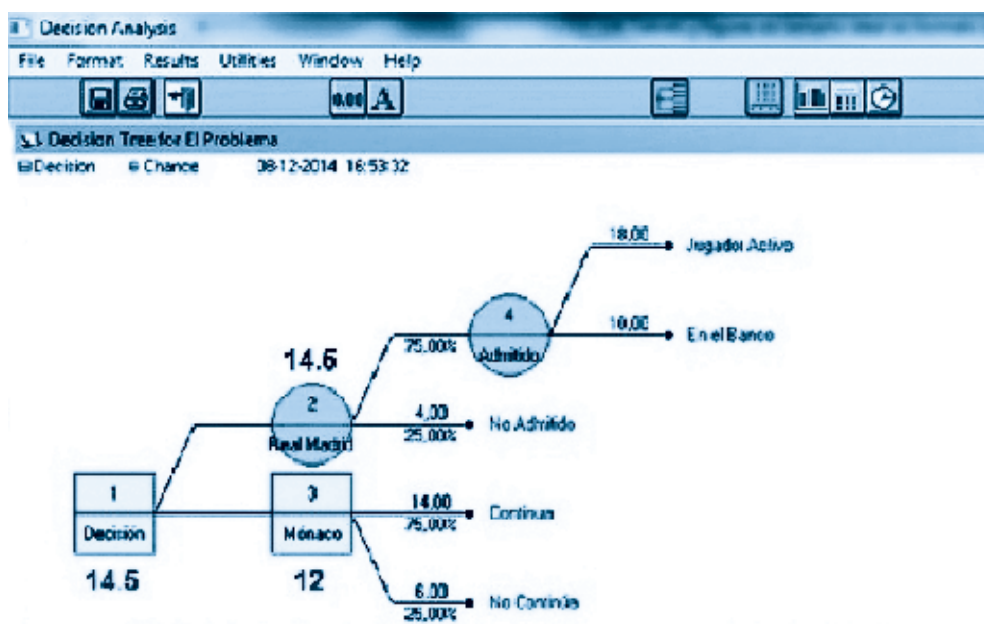 Decision Analysis
File Format Results Utilities Window Help
0.00 A
Decision Tree for El Problema
Decision Chance 08-12-2014 16:53:32
18,00 Jugador Activo
4
10,00 En el Banco
75,00% Admitido
14.5
2
4,00 No Admitido
Real Madrid 25,00%
1 3 14,00 Continua
Decisión Mónaco 75,00%
14.5 12
6,00 No Continúa
25,00%